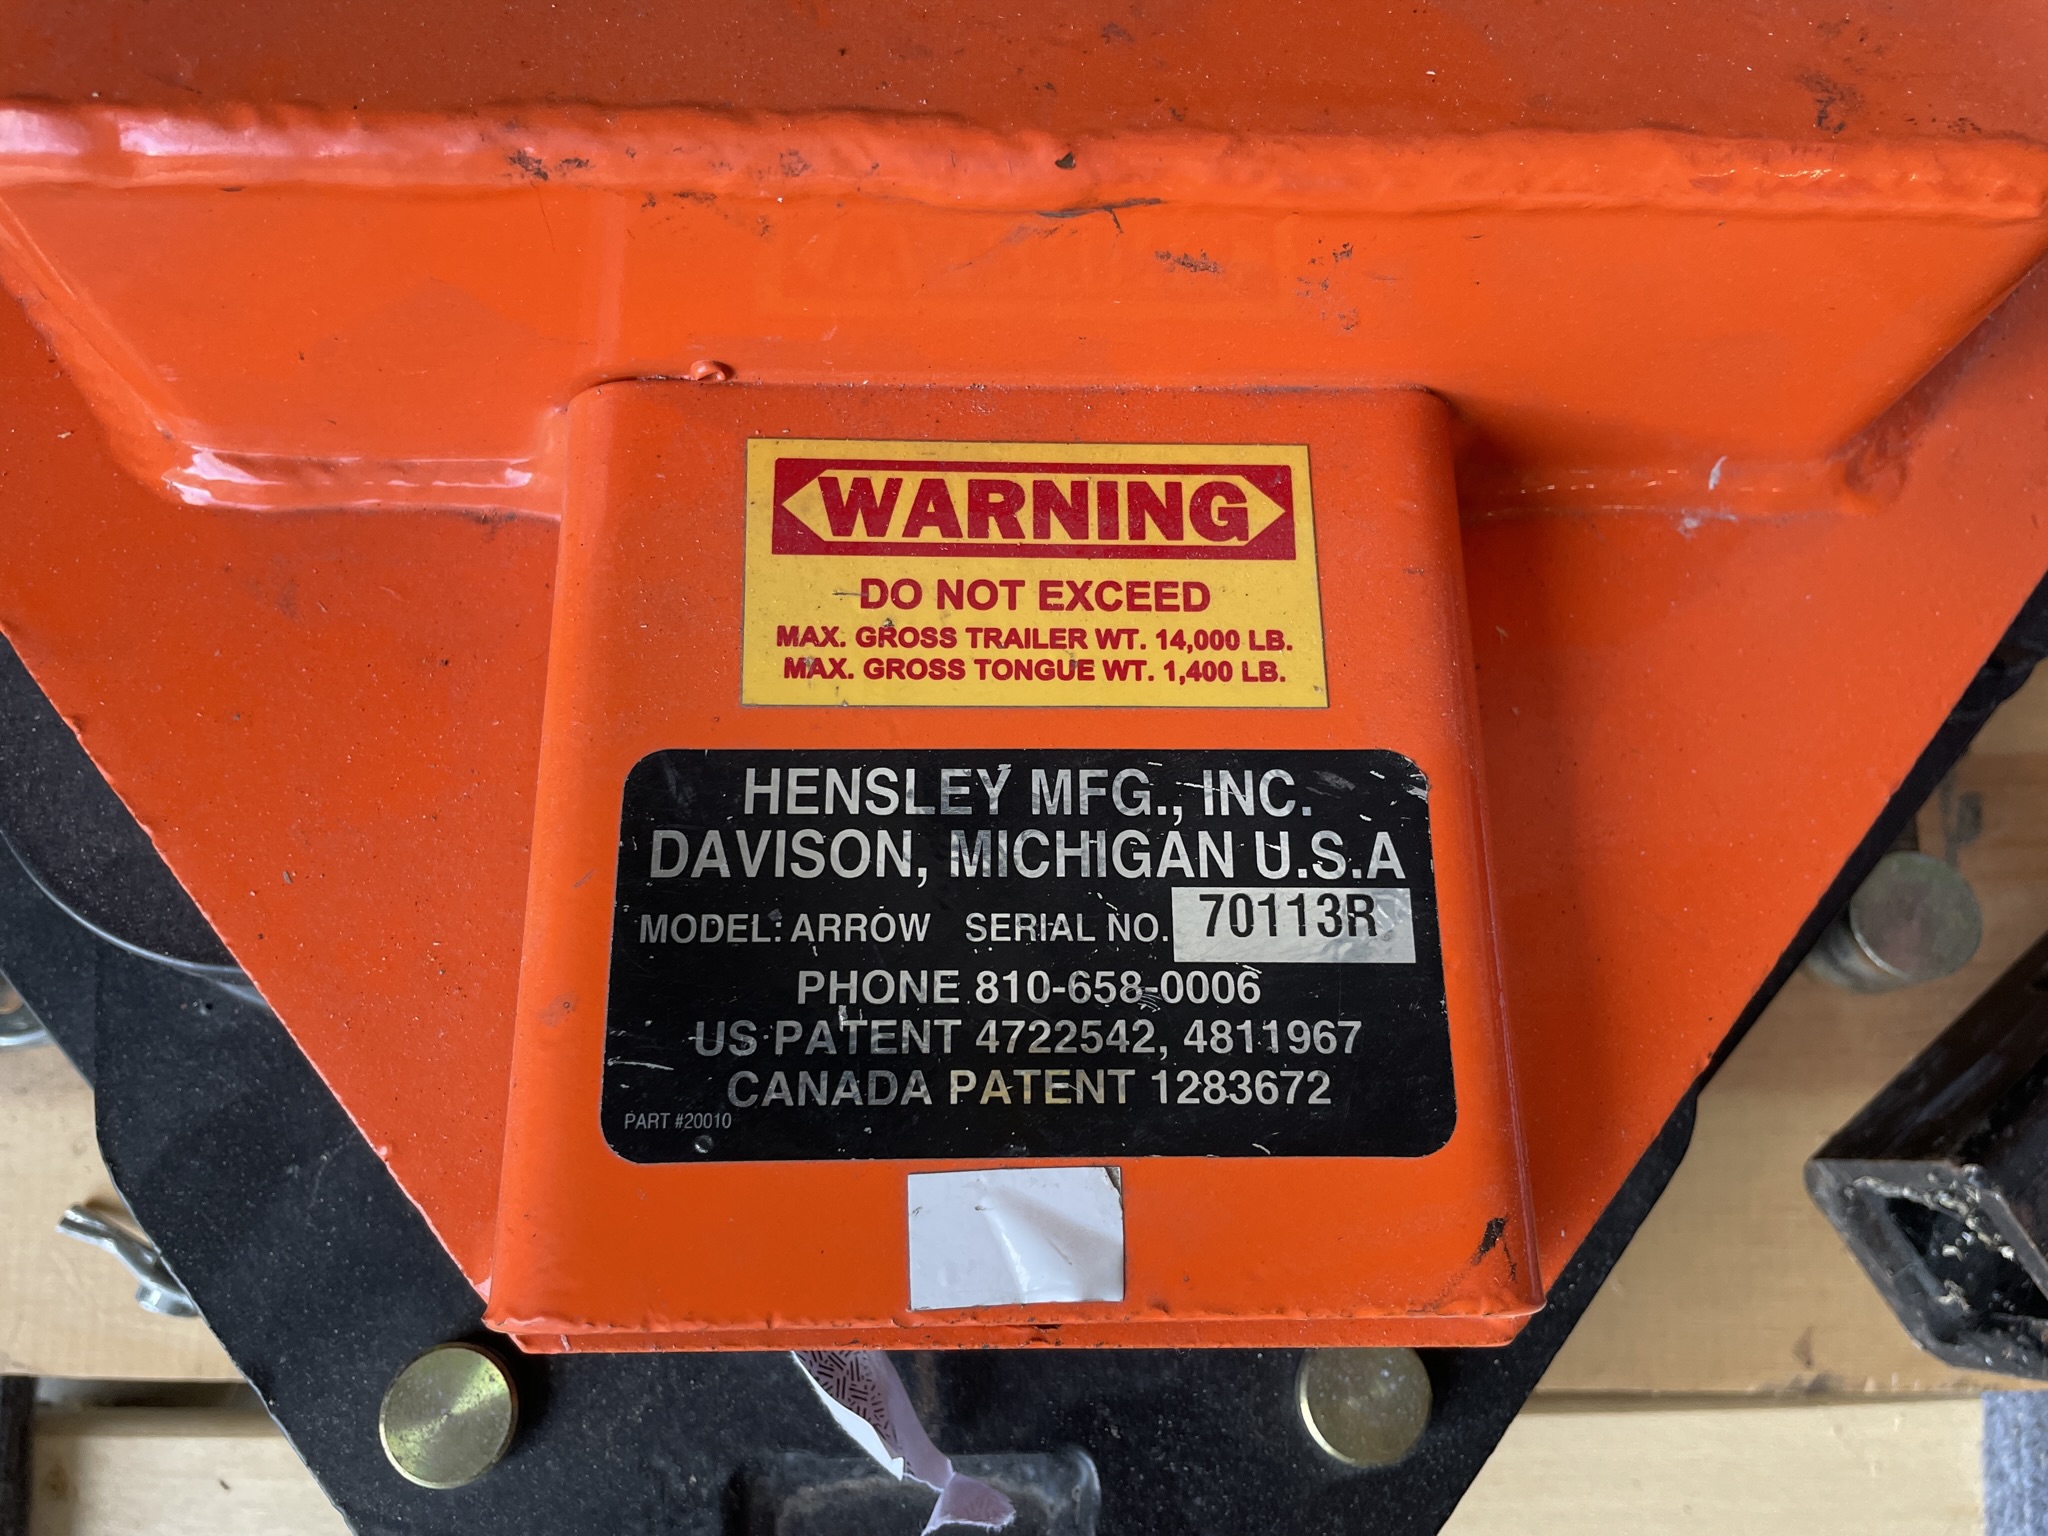 WARNING
DO NOT EXCEED
MAX. GROSS TRAILER WT. 14,000 LB.
MAX. GROSS TONGUE WT. 1,400 LB.
HENSLEY MFG., INC.
DAVISON, MICHIGAN U.S.A
MODEL: ARROW SERIAL NO. 70113R
PHONE 810-658-0006
US PATENT 4722542, 4811967
CANADA PATENT 1283672
PART #20010